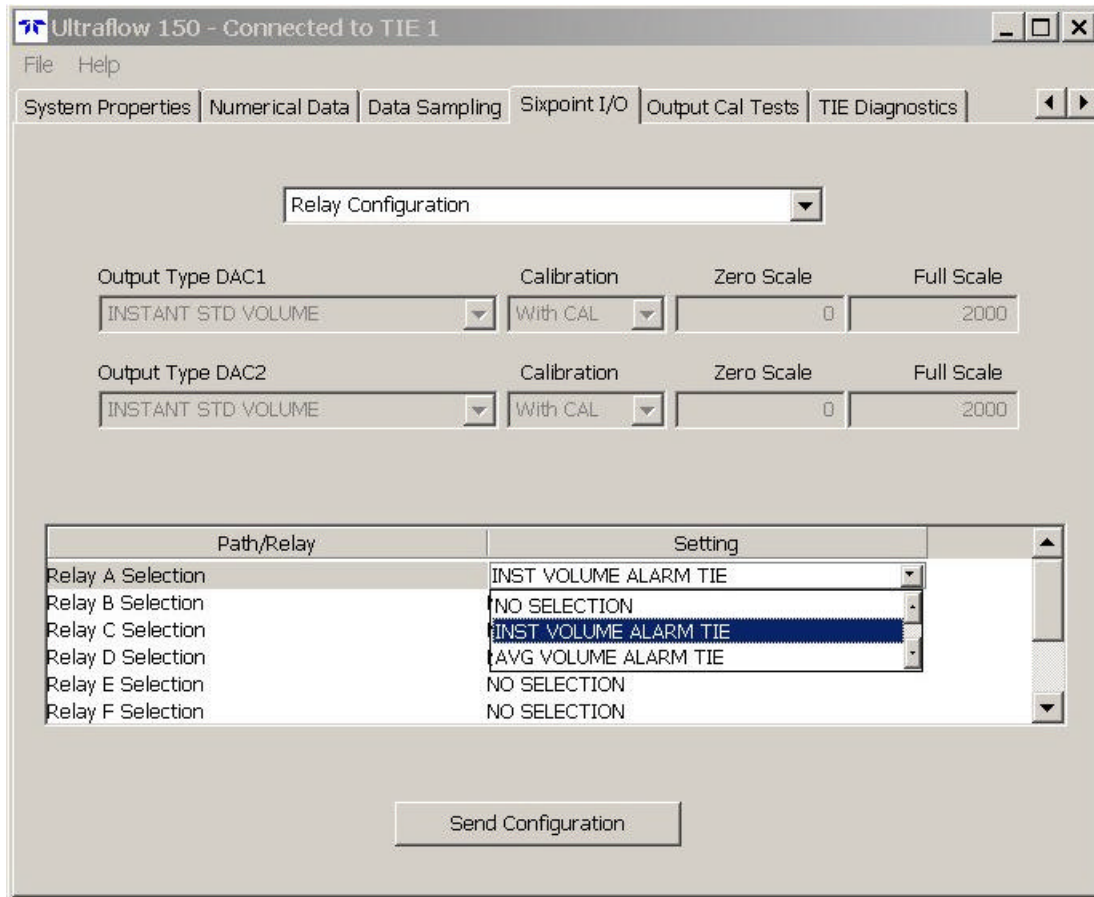 Ultraflow 150 - Connected to TIE 1
File Help
System Properties Numerical Data Data Sampling Sixpoint I/O Output Cal Tests TIE Diagnostics
Relay Configuration
Output Type DAC1 Calibration Zero Scale Full Scale
INSTANT STD VOLUME With CAL 0 2000
Output Type DAC2 Calibration Zero Scale Full Scale
INSTANT STD VOLUME With CAL 0 2000
Path/Relay Setting
Relay A Selection INST VOLUME ALARM TIE
Relay B Selection NO SELECTION
Relay C Selection INST VOLUME ALARM TIE
Relay D Selection AVG VOLUME ALARM TIE
Relay E Selection NO SELECTION
Relay F Selection NO SELECTION
Send Configuration